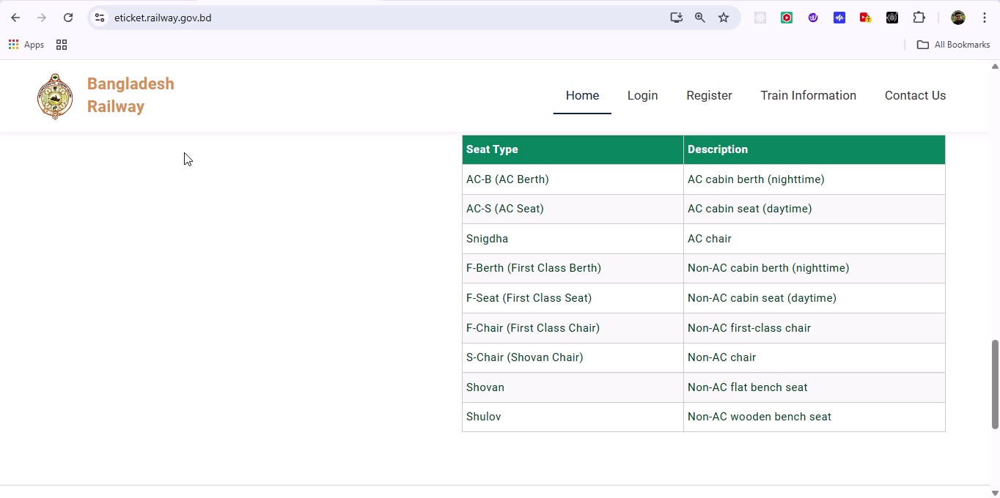 eticket.railway.gov.bd
Apps
All Bookmarks
Bangladesh
Railway
Home Login Register Train Information Contact Us
Seat Type Description
AC-B (AC Berth) AC cabin berth (nighttime)
AC-S (AC Seat) AC cabin seat (daytime)
Snigdha AC chair
F-Berth (First Class Berth) Non-AC cabin berth (nighttime)
F-Seat (First Class Seat) Non-AC cabin seat (daytime)
F-Chair (First Class Chair) Non-AC first-class chair
S-Chair (Shovan Chair) Non-AC chair
Shovan Non-AC flat bench seat
Shulov Non-AC wooden bench seat